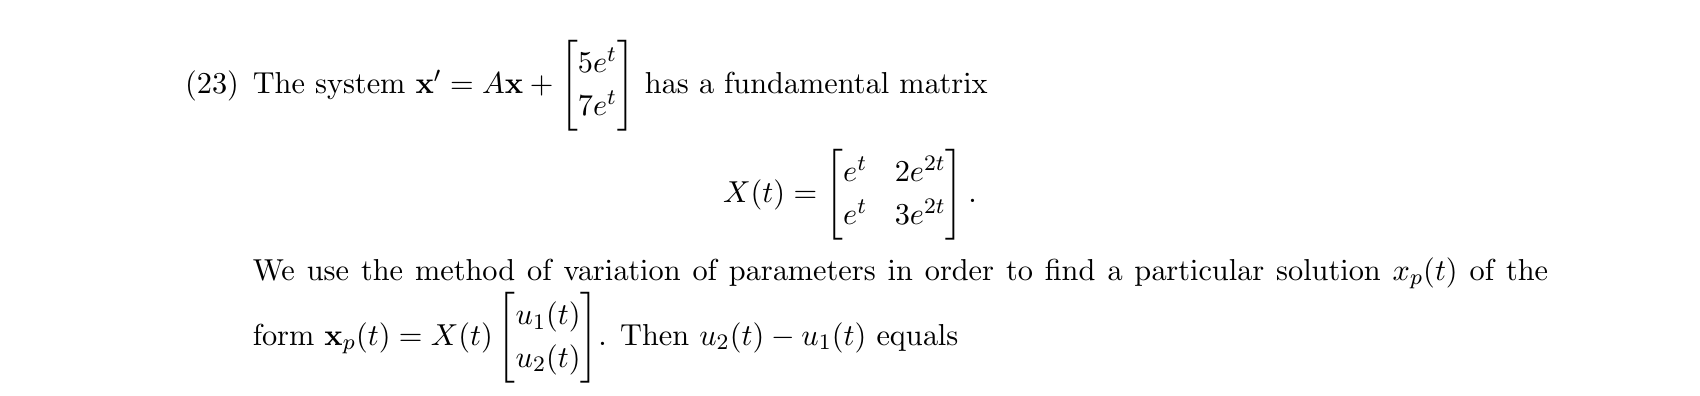 (23) The system x′ = Ax + [5e^t; 7e^t] has a fundamental matrix
X(t) = [e^t 2e^{2t}; e^t 3e^{2t}].
We use the method of variation of parameters in order to find a particular solution x_p(t) of the
form x_p(t) = X(t) [u_1(t); u_2(t)]. Then u_2(t) − u_1(t) equals